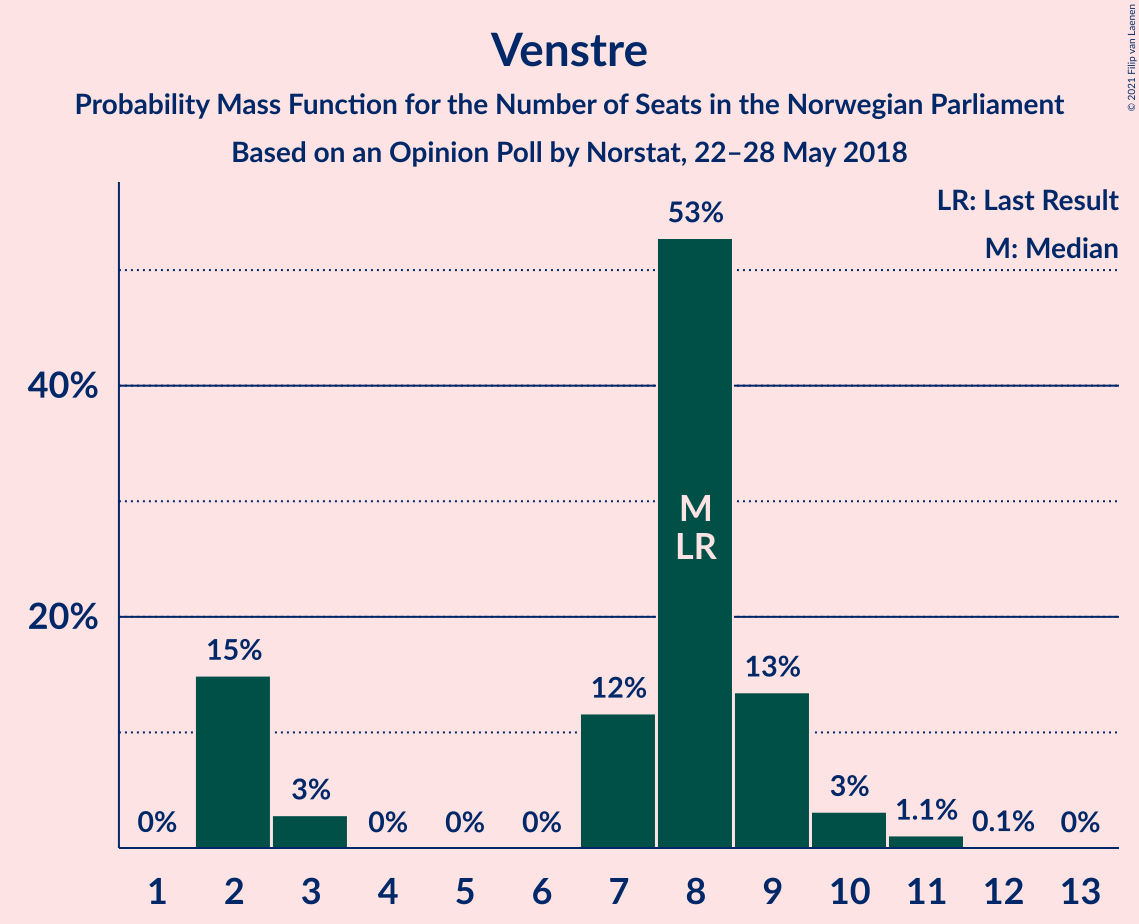 Venstre
Probability Mass Function for the Number of Seats in the Norwegian Parliament
Based on an Opinion Poll by Norstat, 22–28 May 2018
© 2021 Filip van Laenen
LR: Last Result
M: Median
40%
20%
0%
15%
3%
0%
0%
0%
12%
53%
13%
3%
1.1%
0.1%
0%
M
LR
1 2 3 4 5 6 7 8 9 10 11 12 13